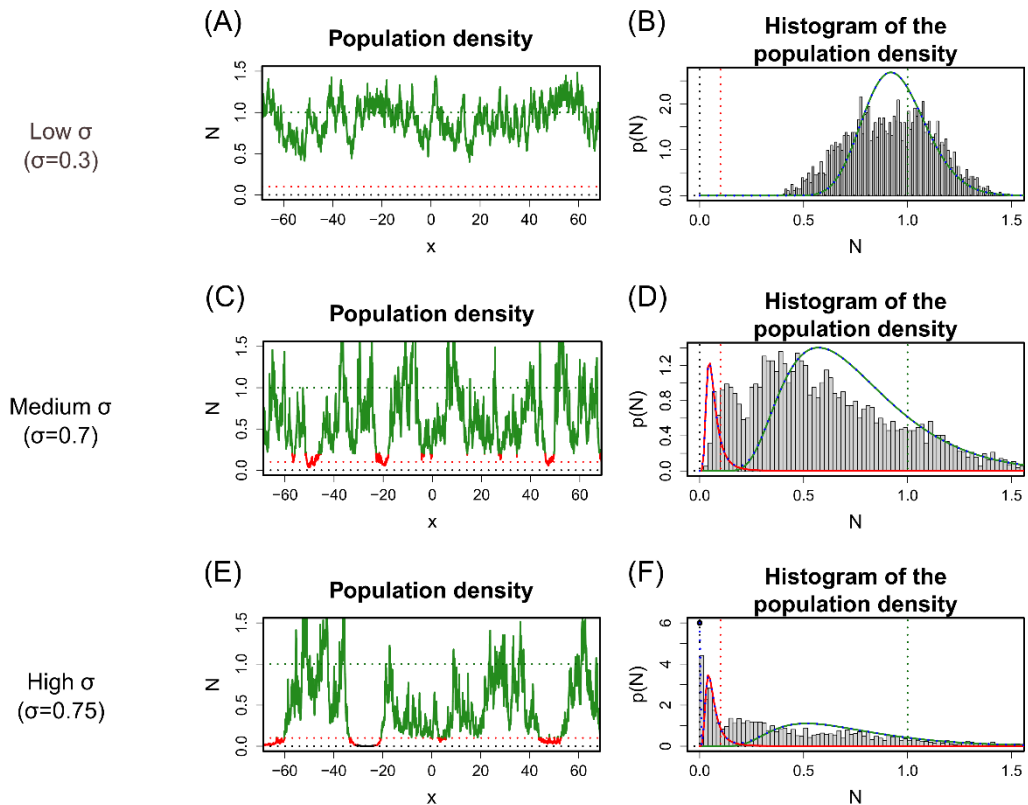 (A)
Population density
Low σ
(σ=0.3)
N
0.0 0.5 1.0 1.5
−60 −40 −20 0 20 40 60
x
(B)
Histogram of the
population density
p(N)
0.0 1.0 2.0
0.0 0.5 1.0 1.5
N
(C)
Population density
Medium σ
(σ=0.7)
N
0.0 0.5 1.0 1.5
−60 −40 −20 0 20 40 60
x
(D)
Histogram of the
population density
p(N)
0.0 0.4 0.8 1.2
0.0 0.5 1.0 1.5
N
(E)
Population density
High σ
(σ=0.75)
N
0.0 0.5 1.0 1.5
−60 −40 −20 0 20 40 60
x
(F)
Histogram of the
population density
p(N)
0 1 2 3 4 5 6
0.0 0.5 1.0 1.5
N